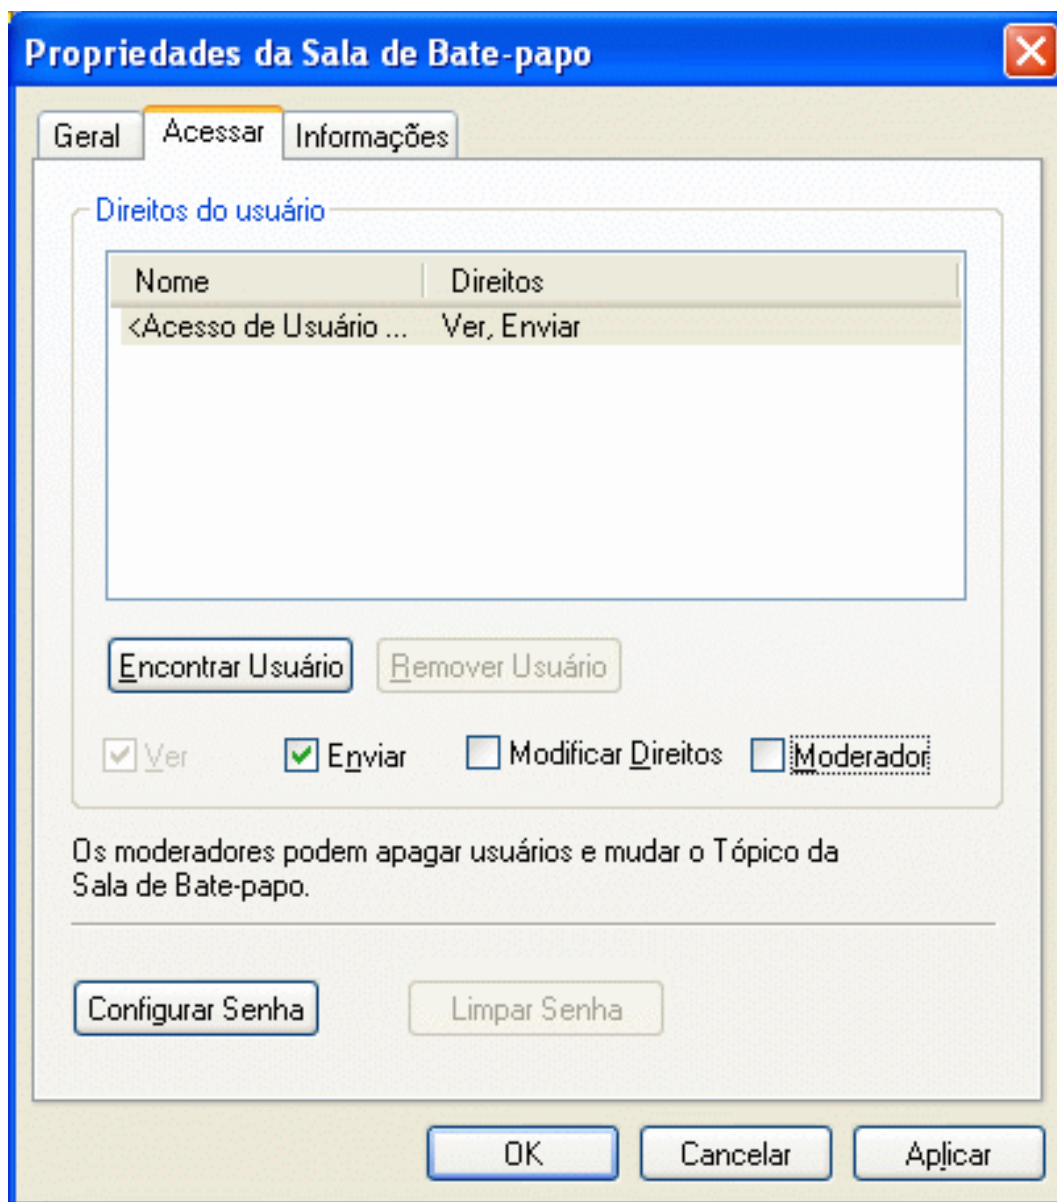 Propriedades da Sala de Bate-papo
Geral Acessar Informações
Direitos do usuário
Nome Direitos
<Acesso de Usuário ... Ver, Enviar
Encontrar Usuário Remover Usuário
Ver Enviar Modificar Direitos Moderador
Os moderadores podem apagar usuários e mudar o Tópico da
Sala de Bate-papo.
Configurar Senha Limpar Senha
OK Cancelar Aplicar